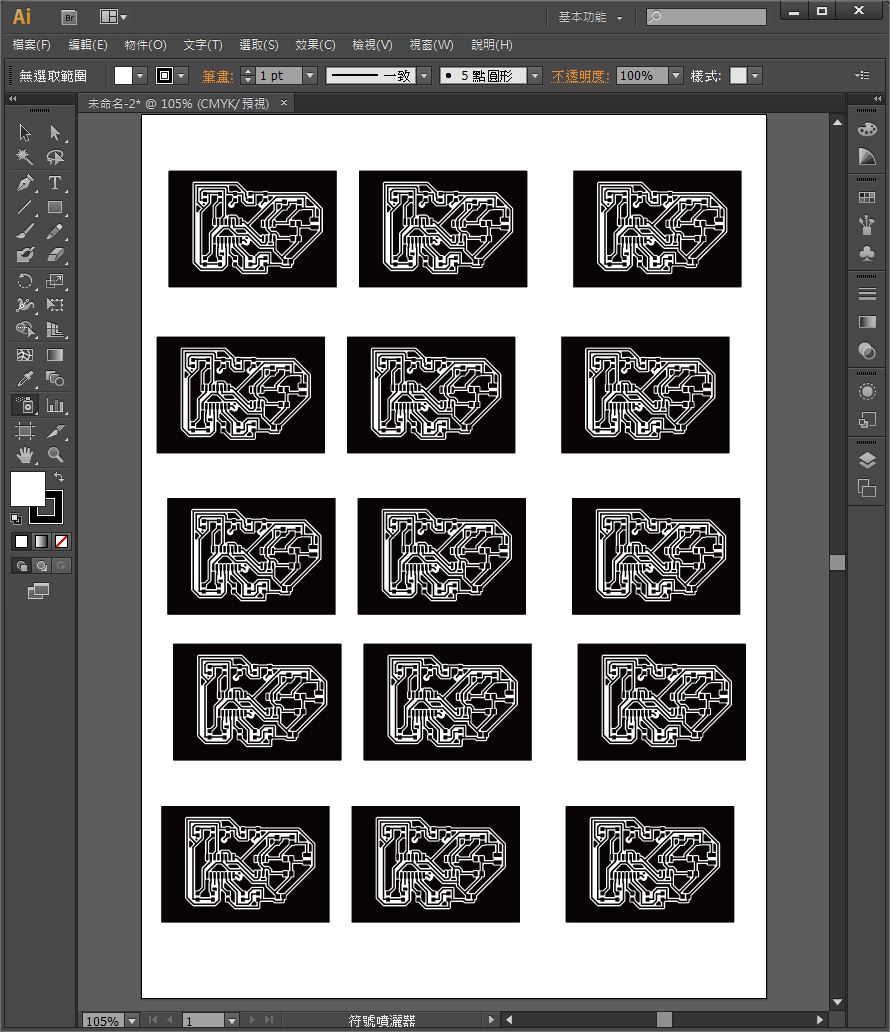 Ai Br 基本功能
檔案(F) 編輯(E) 物件(O) 文字(T) 選取(S) 效果(C) 檢視(V) 視窗(W) 說明(H)
無選取範圍 筆畫: 1 pt 一致 5 點圓形 不透明度: 100% 樣式:
未命名-2* @ 105% (CMYK/預視) ×
T
105% 1 符號噴灑器